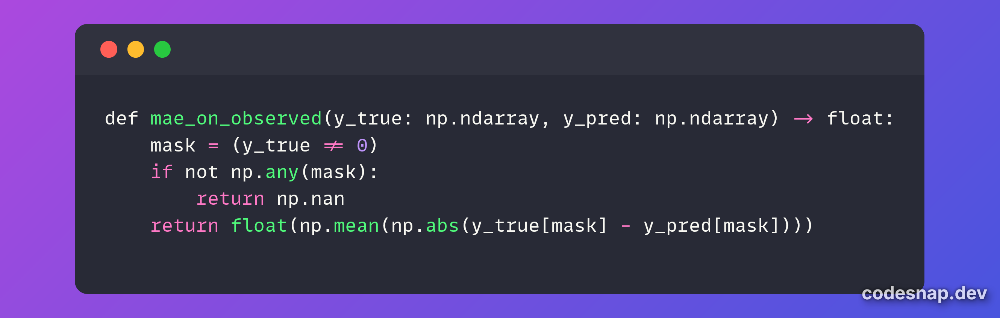 def mae_on_observed(y_true: np.ndarray, y_pred: np.ndarray) -> float:
    mask = (y_true != 0)
    if not np.any(mask):
        return np.nan
    return float(np.mean(np.abs(y_true[mask] - y_pred[mask])))
codesnap.dev